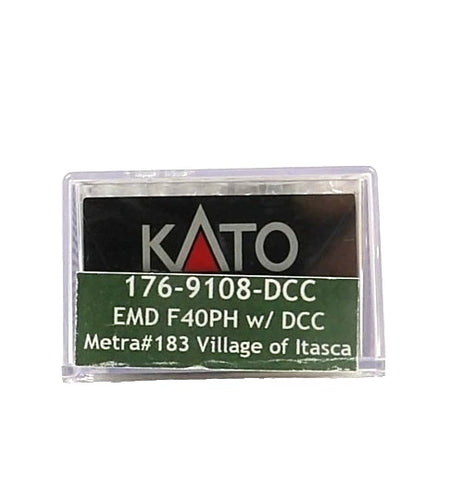 KATO
176-9108-DCC
EMD F40PH w/ DCC
Metra#183 Village of Itasca